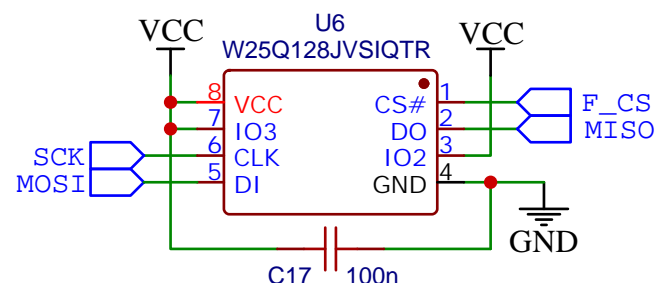 U6
VCC W25Q128JVSIQTR VCC
8 VCC CS# 1 F_CS
7 IO3 DO 2 MISO
SCK 6 CLK IO2 3
MOSI 5 DI GND 4
GND
C17 100n